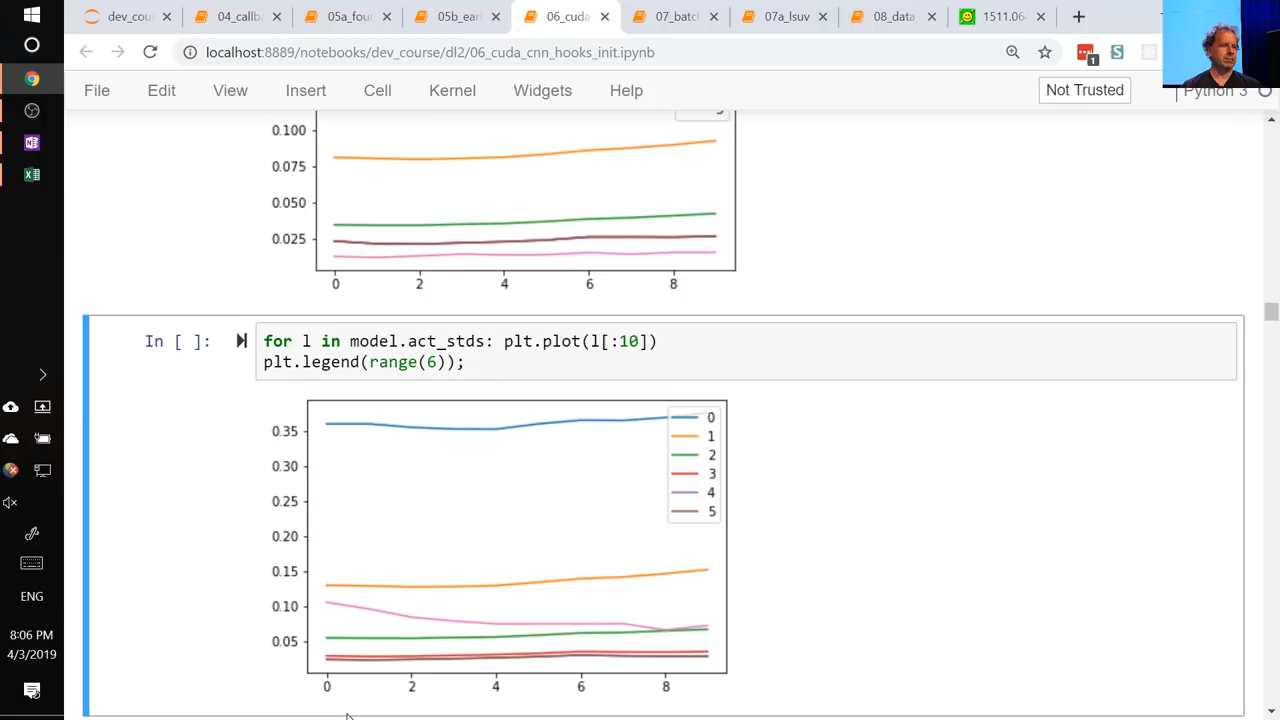 dev_cou
04_callb
05a_four
05b_earl
06_cuda
07_batcl
07a_lsuv
08_data
1511.06
localhost:8889/notebooks/dev_course/dl2/06_cuda_cnn_hooks_init.ipynb
1
File Edit View Insert Cell Kernel Widgets Help
Not Trusted
Python 3
0.100
0.075
0.050
0.025
0 2 4 6 8
In [ ]:
for l in model.act_stds: plt.plot(l[:10])
plt.legend(range(6));
0.35
0.30
0.25
0.20
0.15
0.10
0.05
0 2 4 6 8
0
1
2
3
4
5
ENG
8:06 PM
4/3/2019